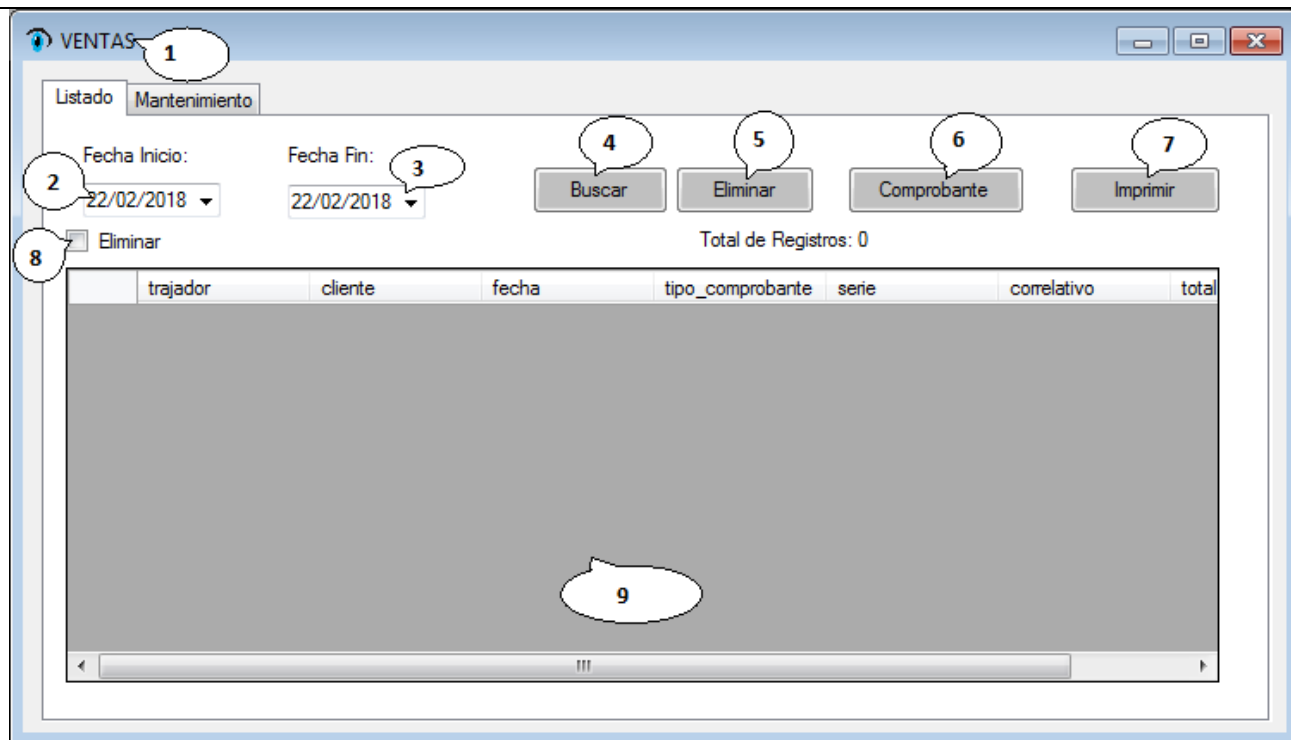 VENTAS
1
Listado Mantenimiento
Fecha Inicio: Fecha Fin:
2 3 4 5 6 7
22/02/2018 22/02/2018 Buscar Eliminar Comprobante Imprimir
8 Eliminar Total de Registros: 0
trajador cliente fecha tipo_comprobante serie correlativo total
9